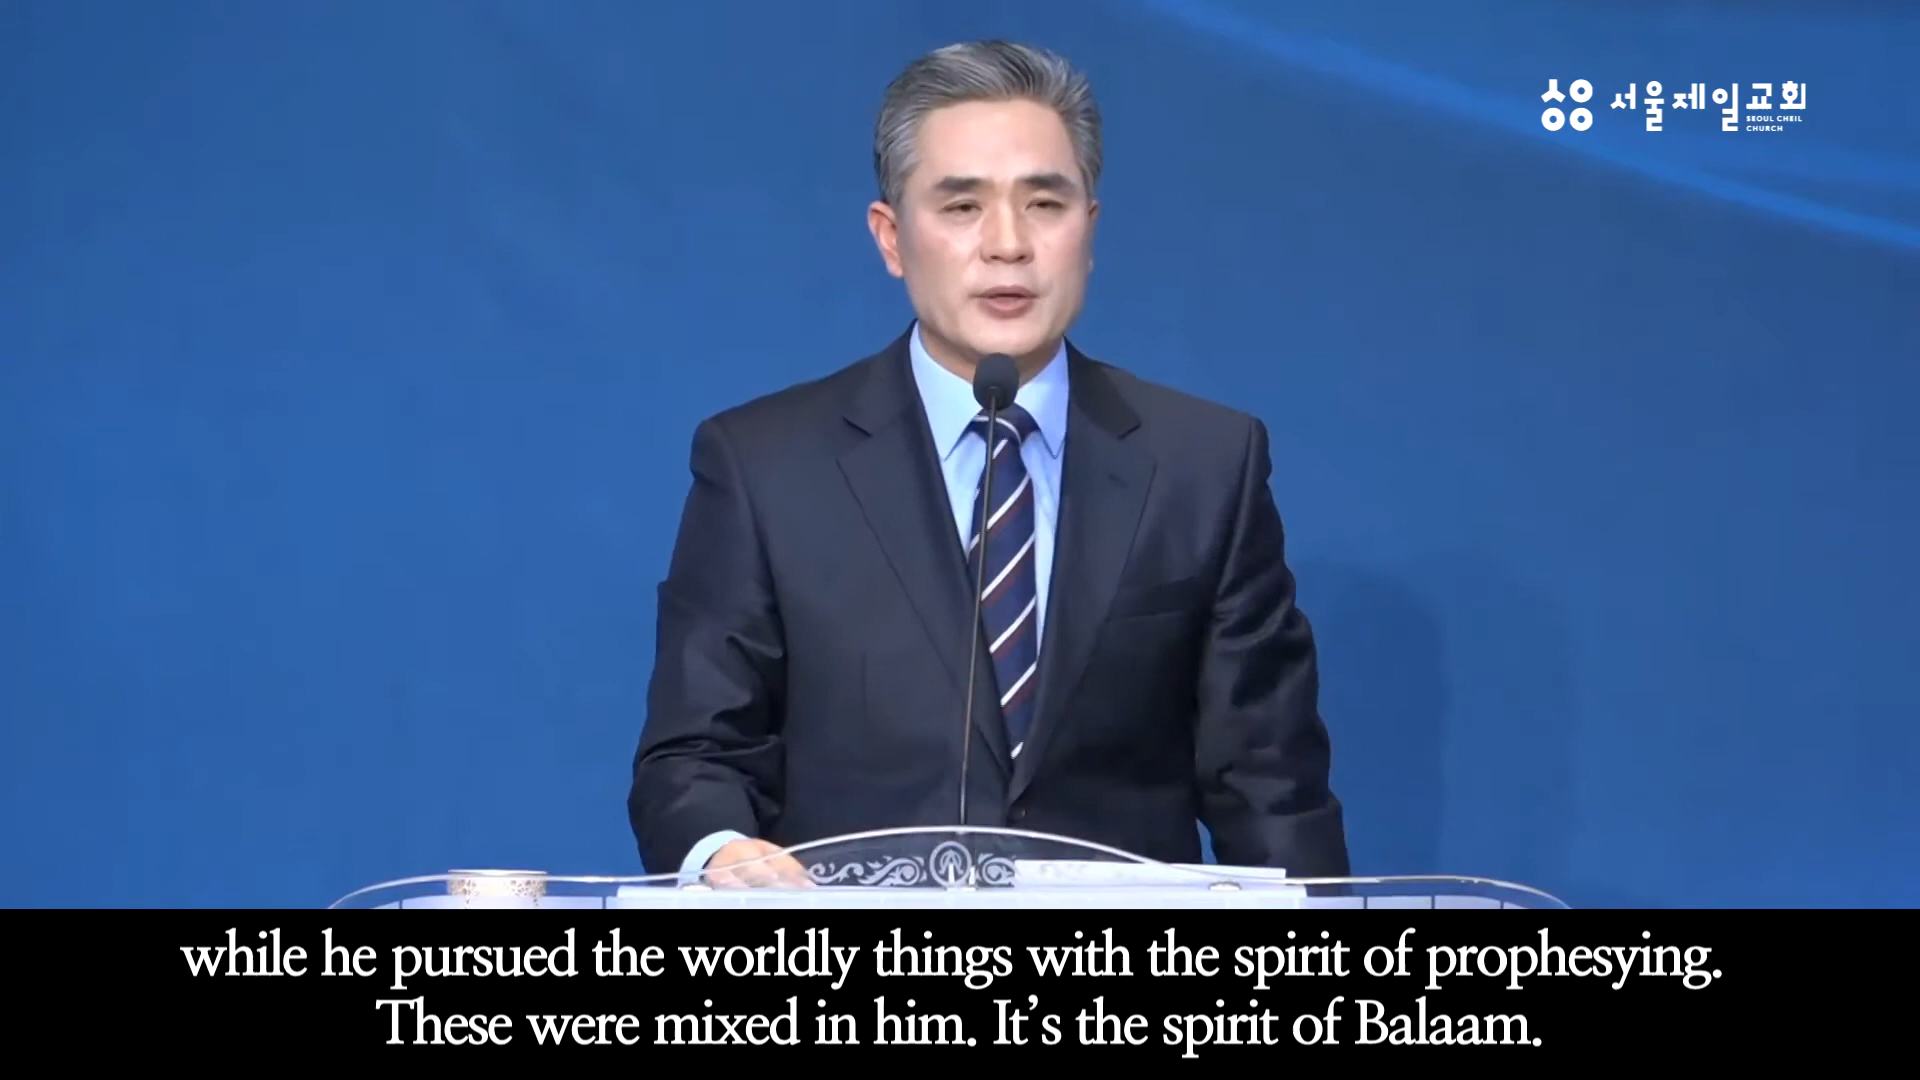 서울제일교회
SEOUL CHEIL
CHURCH
while he pursued the worldly things with the spirit of prophesying.
These were mixed in him. It's the spirit of Balaam.